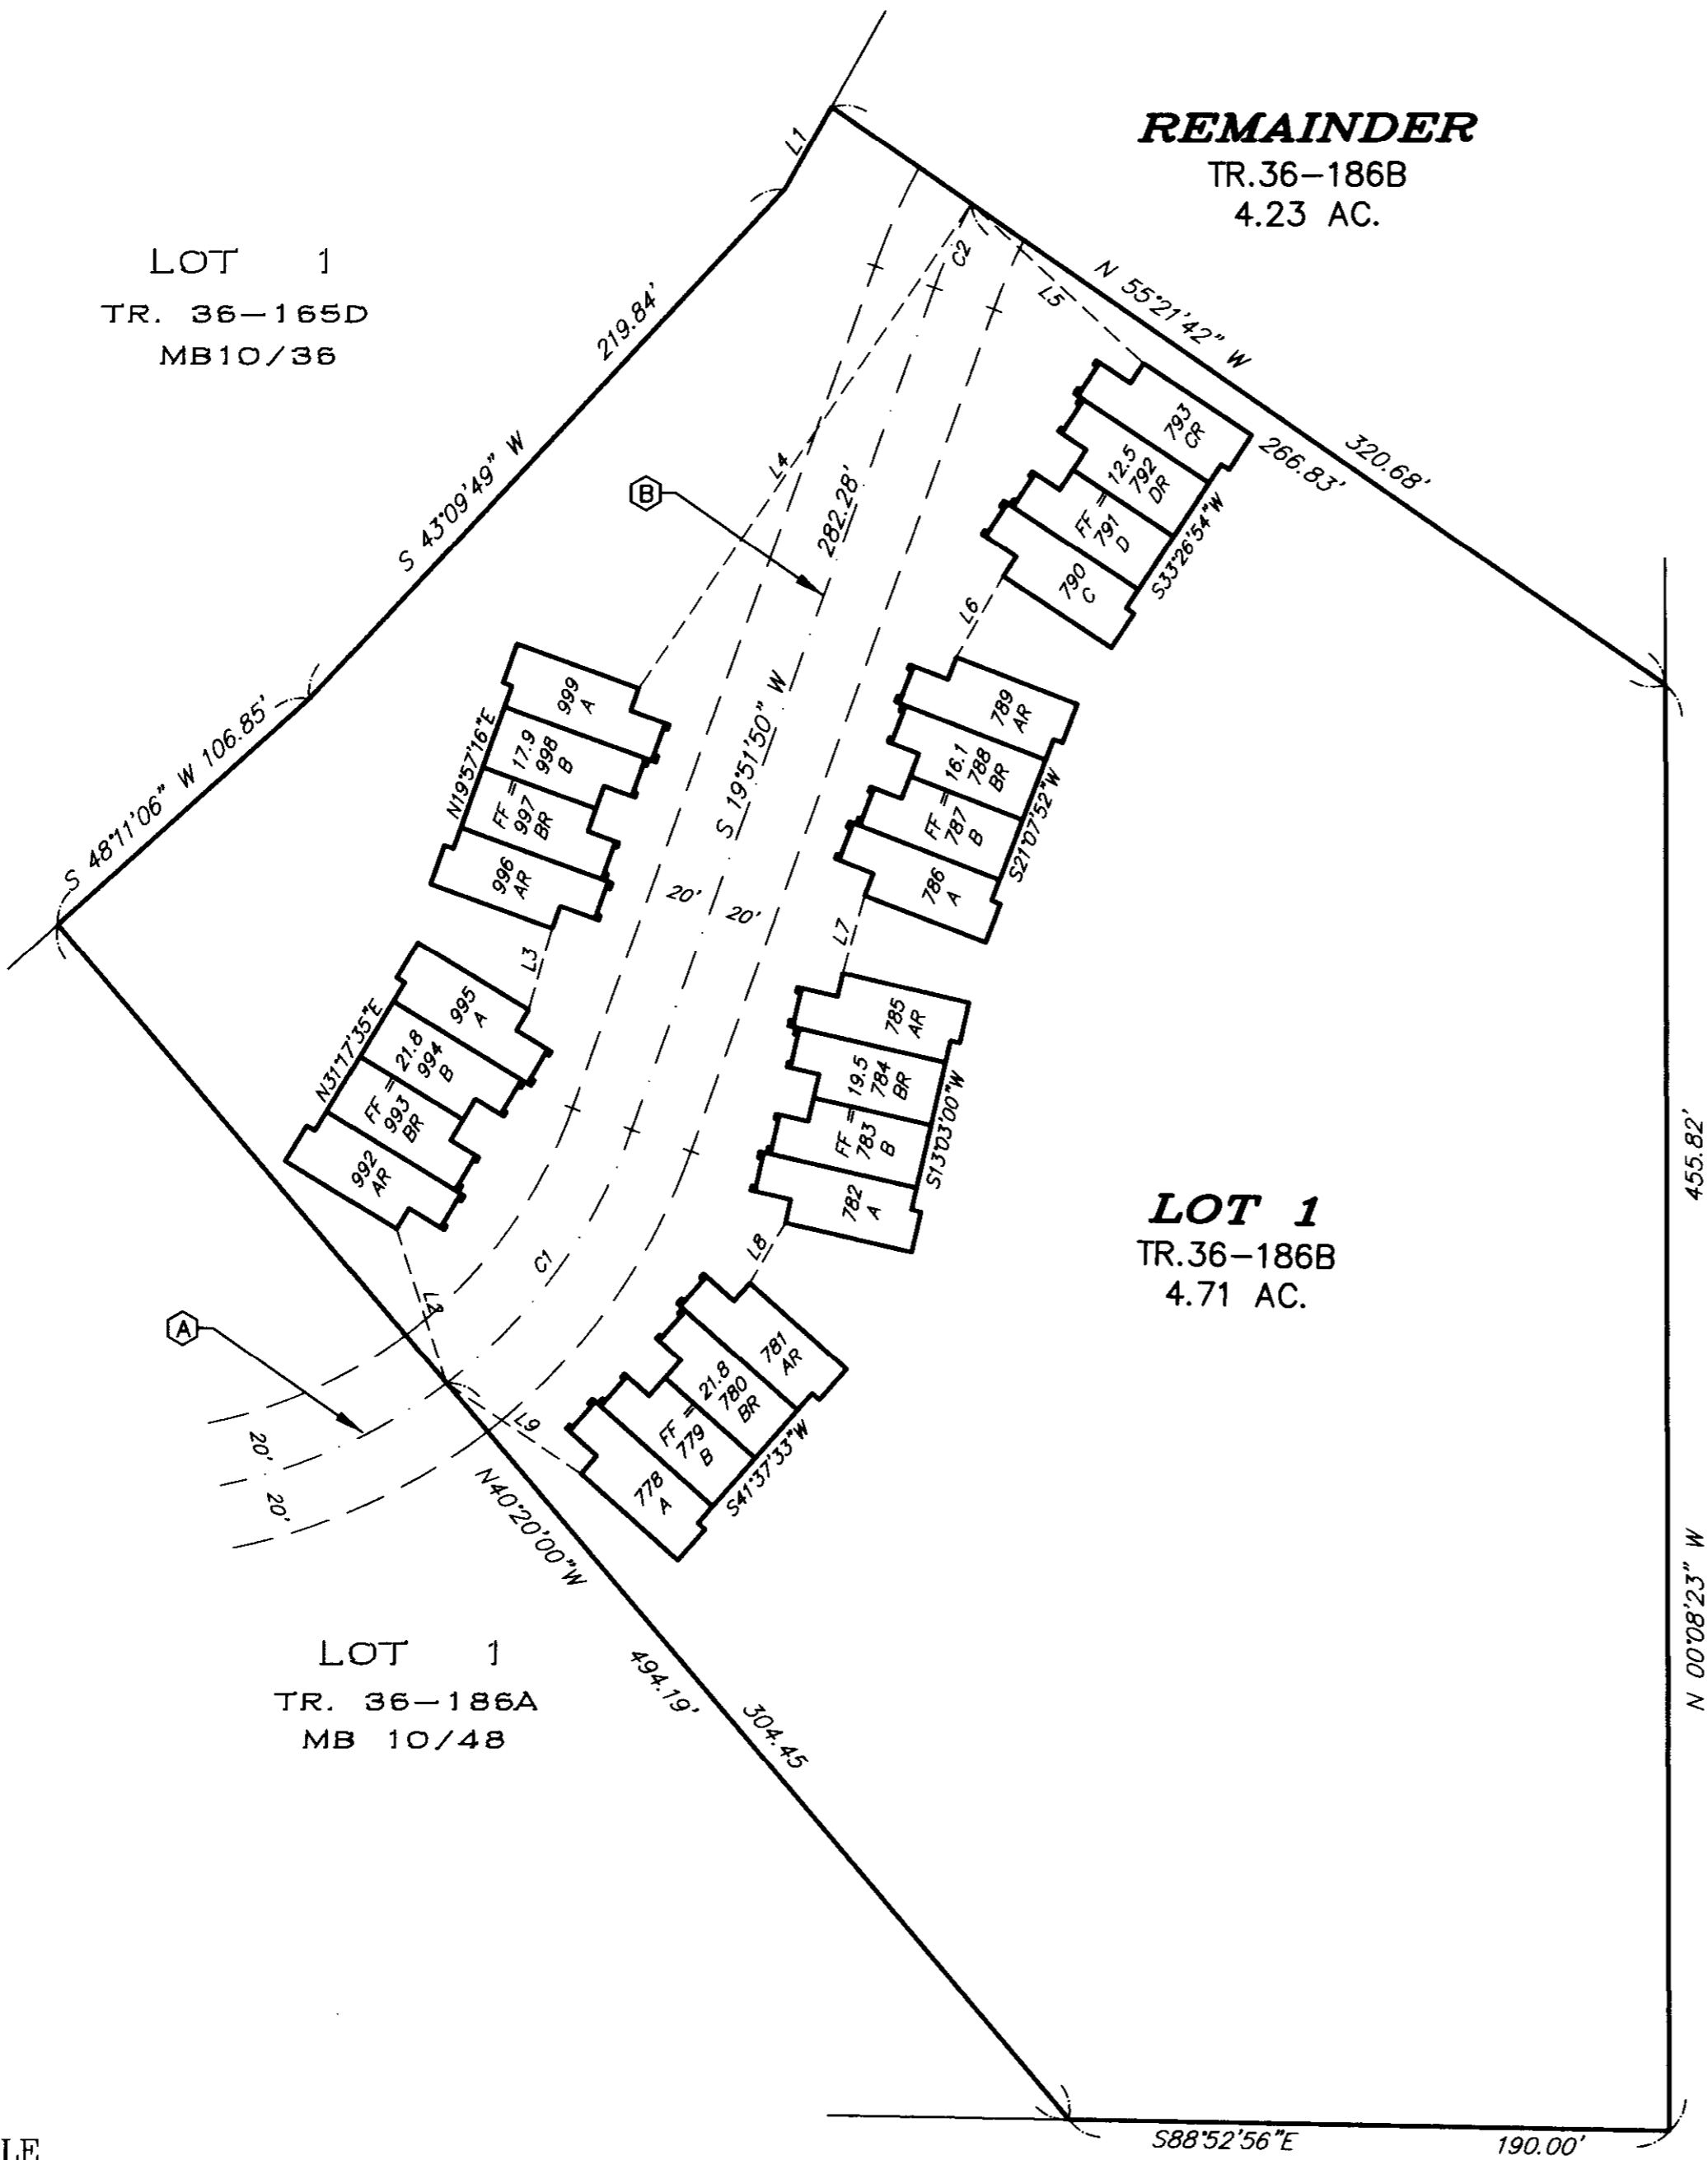 REMAINDER
TR.36-186B
4.23 AC.
L1
LOT 1
TR. 36-165D
MB10/36
219.84'
S 43°09'49" W
C2
L5
N 55°21'42" W
320.68'
266.83'
L4
B
282.28'
S 19°51'50" W
20'
20'
793
CR
12.5
792
DR
FF =
791
D
790
C
S33°26'54"W
L6
789
AR
16.1
788
BR
FF =
787
B
786
A
S21°07'52"W
L7
999
A
17.9
998
B
FF =
997
BR
996
AR
N19°57'16"E
S 48°11'06" W 106.85'
L3
995
A
21.8
994
B
FF =
993
BR
992
AR
N31°17'35"E
785
AR
19.5
784
BR
FF =
783
B
782
A
S13°03'00"W
L8
C1
L2
A
20'
20'
L9
781
AR
21.8
780
BR
FF =
779
B
778
A
S41°37'33"W
LOT 1
TR.36-186B
4.71 AC.
455.82'
N 00°08'23" W
N40°20'00"W
494.19'
304.45
LOT 1
TR. 36-186A
MB 10/48
S88°52'56"E
190.00'
LE